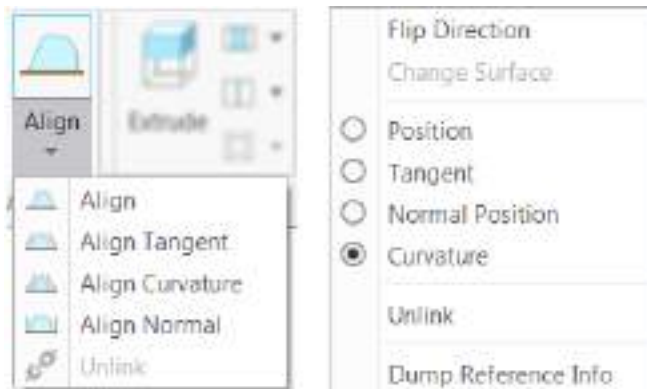 Align
Extrude
Align
Align Tangent
Align Curvature
Align Normal
Unlink
Flip Direction
Change Surface
Position
Tangent
Normal Position
Curvature
Unlink
Dump Reference Info